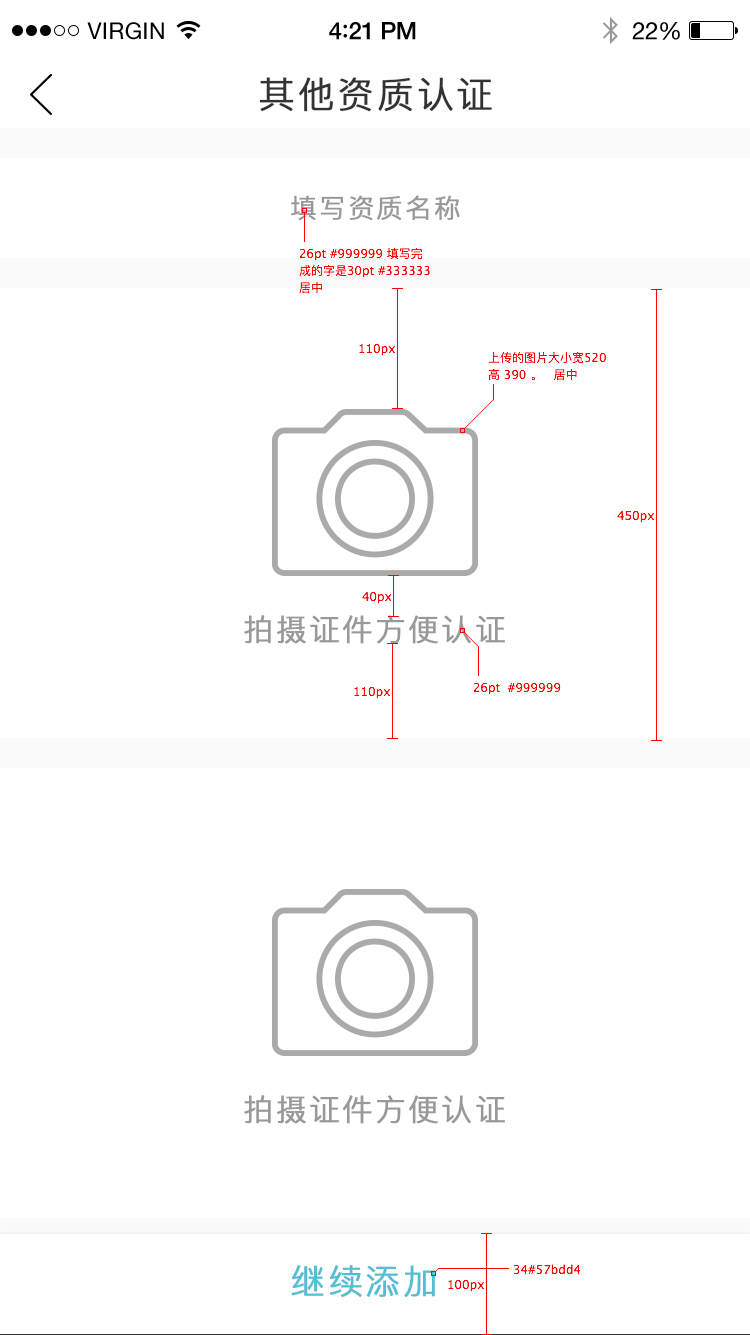 VIRGIN 4:21 PM 22%
其他资质认证
填写资质名称
26pt #999999 填写完
成的字是30pt #333333
居中
110px
上传的图片大小宽520
高 390 。 居中
450px
40px
拍摄证件方便认证
26pt #999999
110px
拍摄证件方便认证
继续添加
34#57bdd4
100px